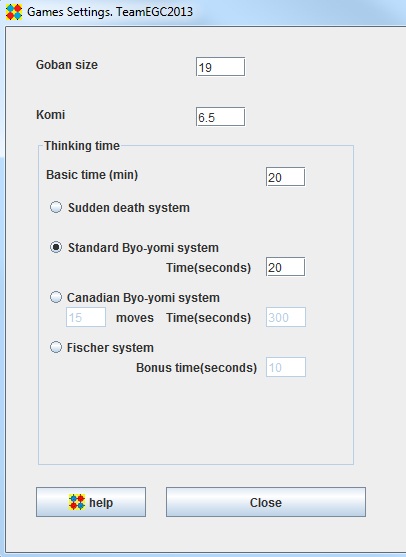 Games Settings. TeamEGC2013
Goban size 19
Komi 6.5
Thinking time
Basic time (min) 20
Sudden death system
Standard Byo-yomi system
Time(seconds) 20
Canadian Byo-yomi system
15 moves Time(seconds) 300
Fischer system
Bonus time(seconds) 10
help Close